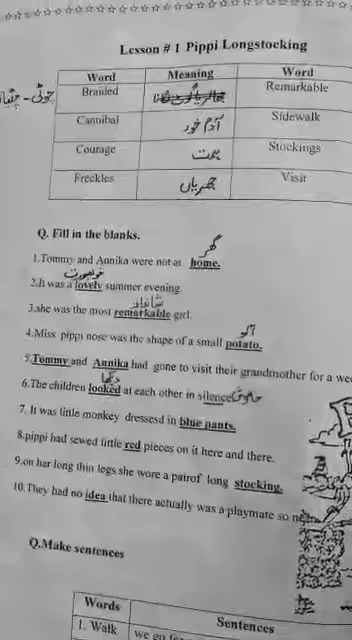 Lesson # 1 Pippi Longstocking
Word Meaning Word
Braided Remarkable
چوٹی -
Cannibal آدم خور Sidewalk
Courage ہمت Stockings
Freckles جھریاں Visit
Q. Fill in the blanks.
گھر
1.Tommy and Annika were not at home.
خوبصورت
2.It was a lovely summer evening.
شاندار
3.she was the most remarkable girl.
آلو
4.Miss pippi nose was the shape of a small potato.
5.Tommy and Annika had gone to visit their grandmother for a wee
دیکھا
6.The children looked at each other in silence خاموش
7. It was little monkey dressesd in blue pants.
8.pippi had sewed little red pieces on it here and there.
9.on her long thin legs she wore a pairof long stocking.
10.They had no idea that there actually was a playmate so
Q.Make sentences
Words Sentences
1. Walk we go